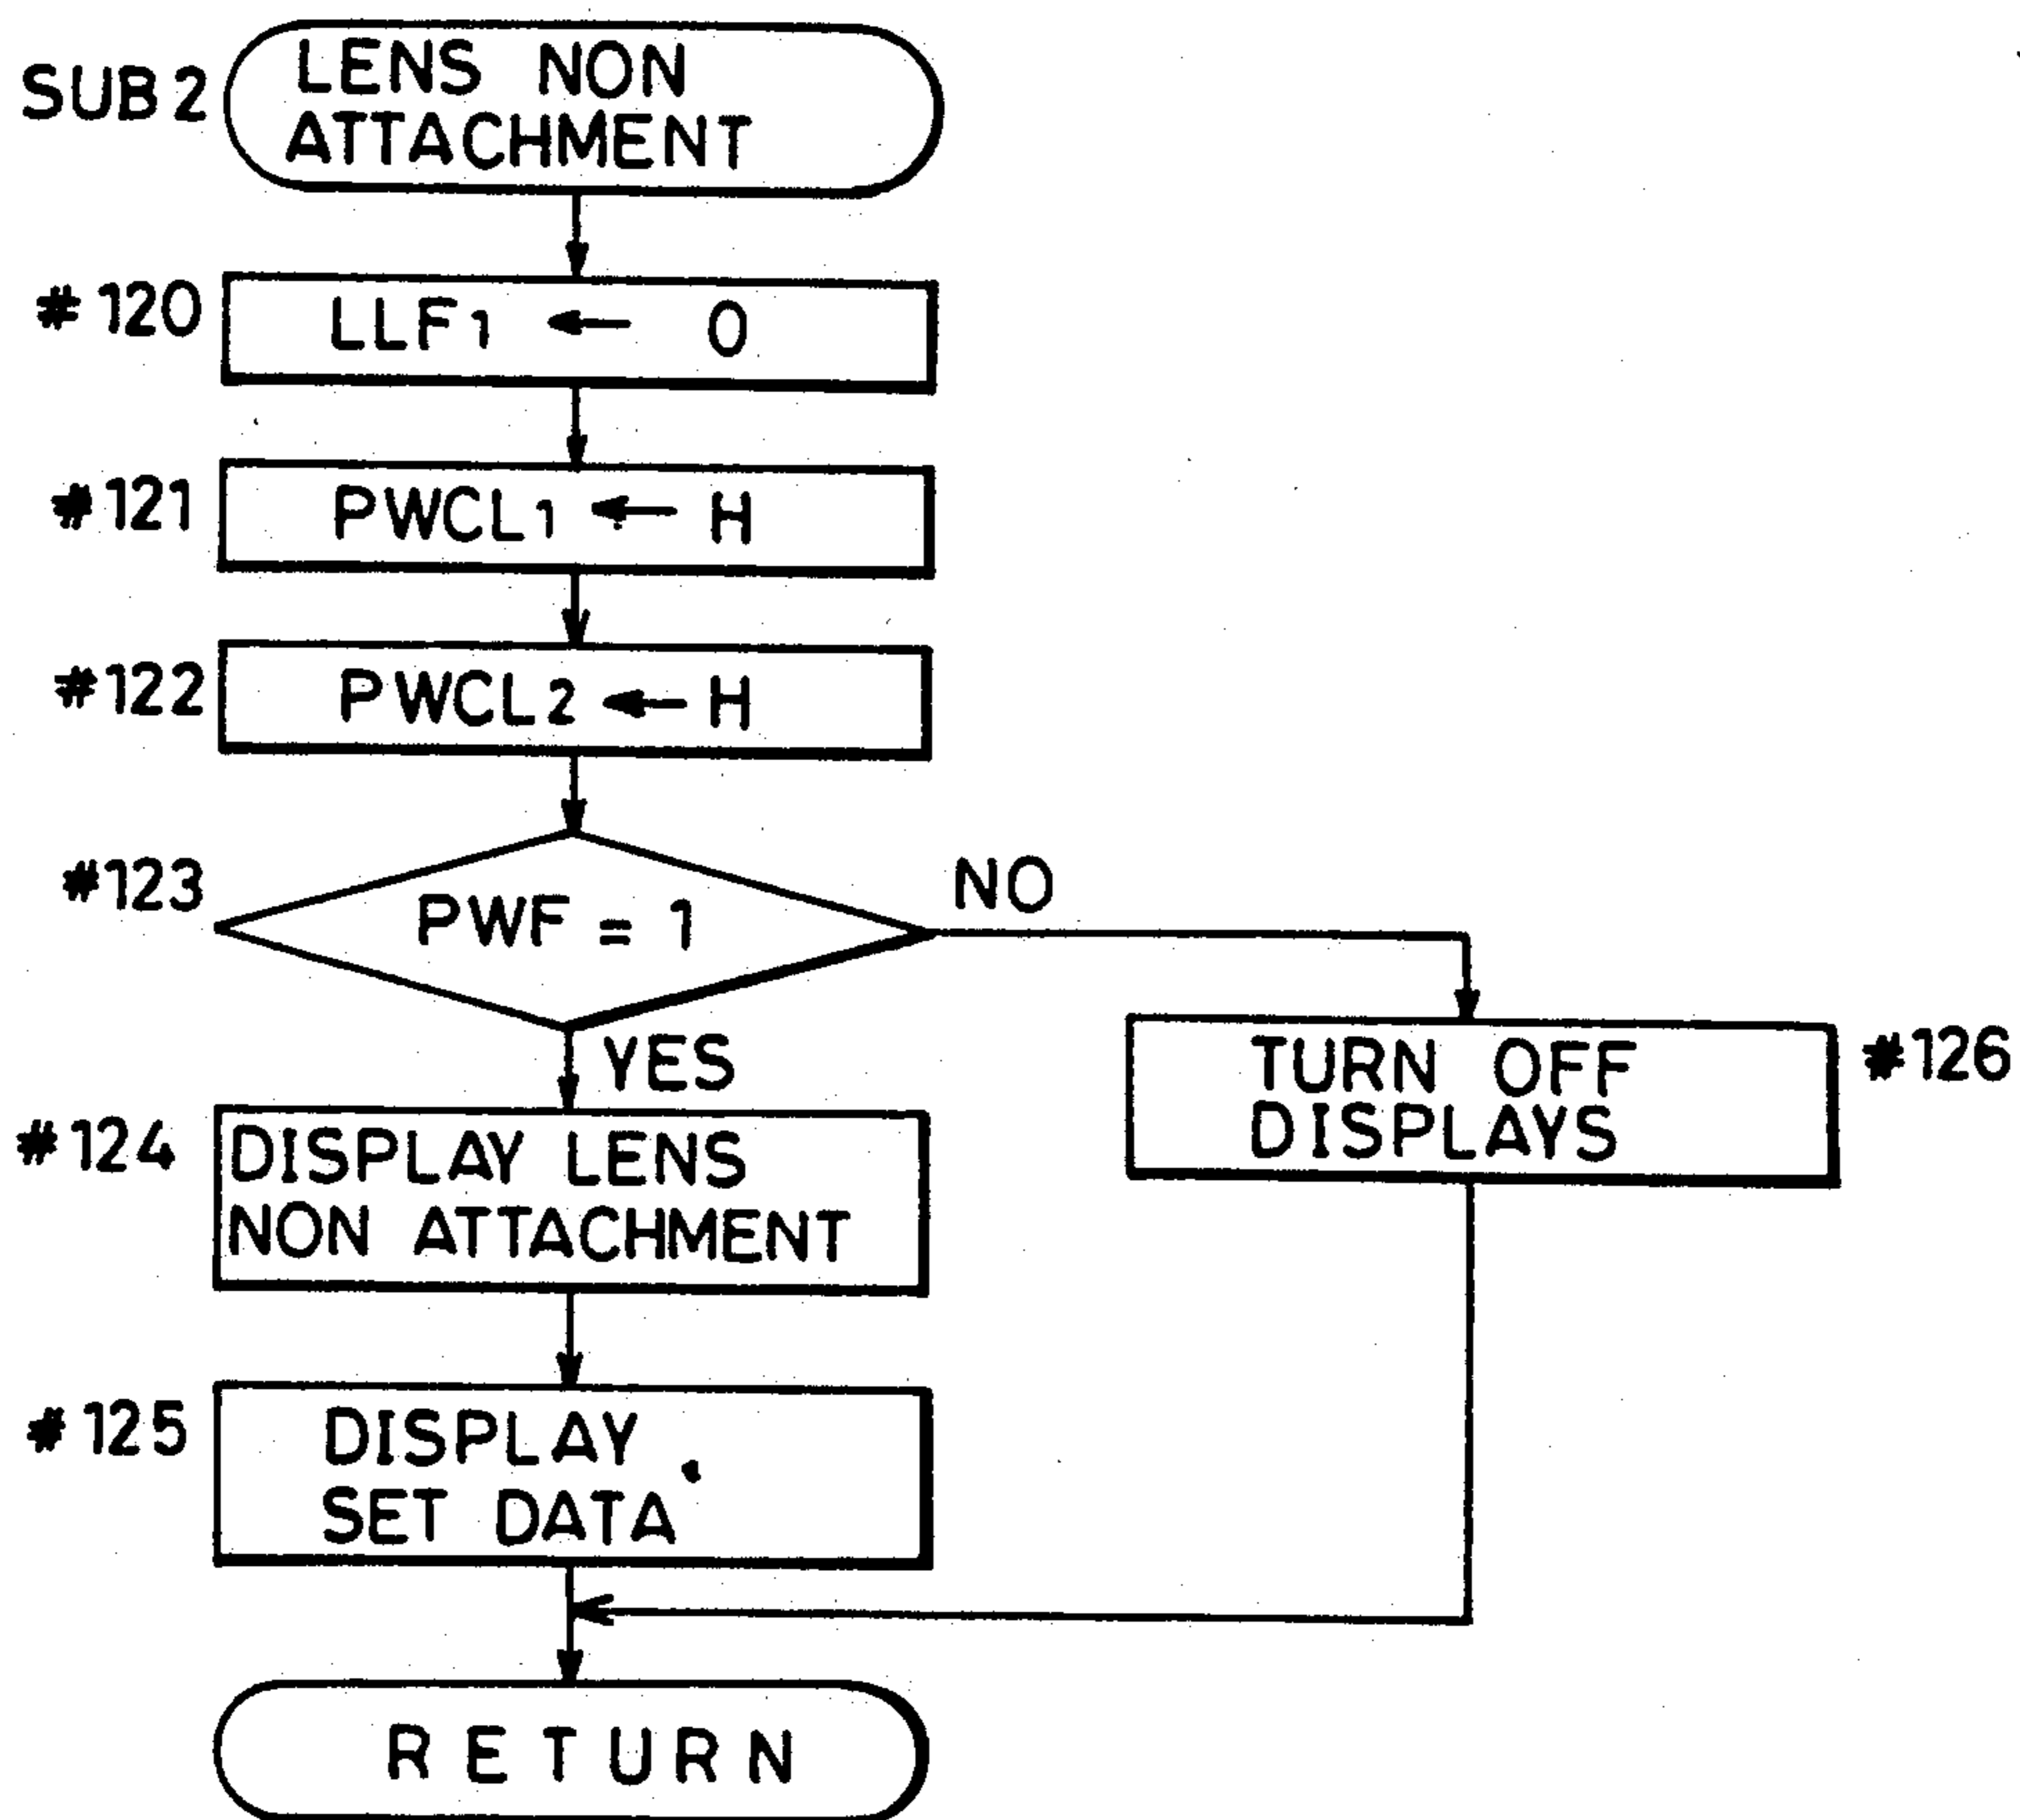 SUB 2
LENS NON
ATTACHMENT
#120
LLF1 ← 0
#121
PWCL1 ← H
#122
PWCL2 ← H
#123
PWF = 1
NO
YES
#124
DISPLAY LENS
NON ATTACHMENT
TURN OFF
DISPLAYS
#126
#125
DISPLAY
SET DATA
RETURN